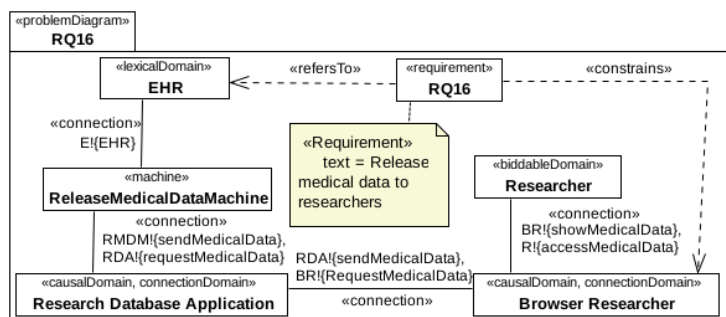 «problemDiagram»
RQ16
«lexicalDomain»
EHR
«refersTo»
«requirement»
RQ16
«constrains»
«connection»
E!{EHR}
«Requirement»
text = Release
medical data to
researchers
«machine»
ReleaseMedicalDataMachine
«biddableDomain»
Researcher
«connection»
RMDM!{sendMedicalData},
RDA!{requestMedicalData}
«connection»
BR!{showMedicalData},
R!{accessMedicalData}
RDA!{sendMedicalData},
BR!{RequestMedicalData}
«connection»
«causalDomain, connectionDomain»
Research Database Application
«causalDomain, connectionDomain»
Browser Researcher